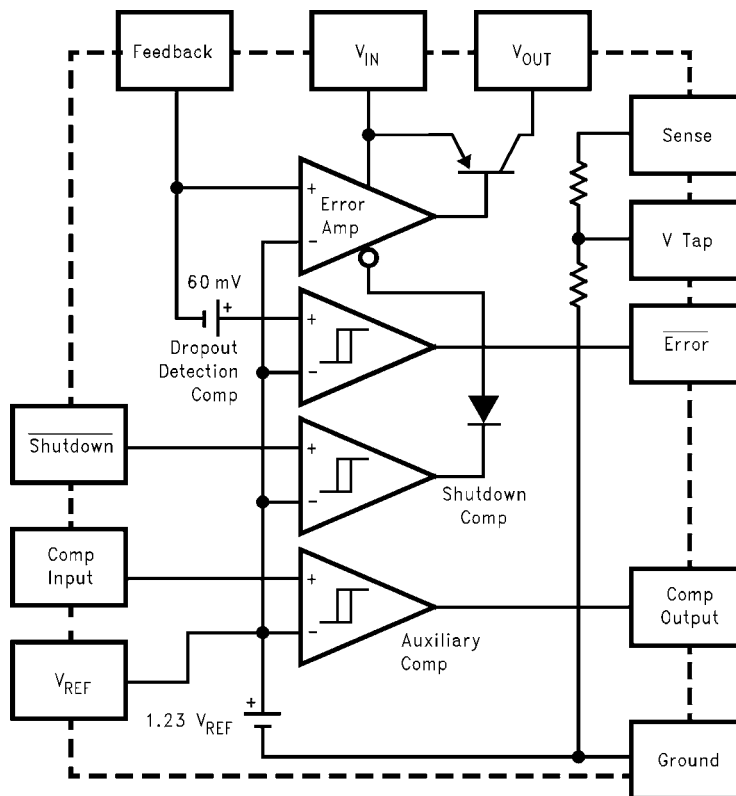 Feedback
V_IN
V_OUT
Sense
+
Error
Amp
−
V Tap
60 mV
+
+
Dropout
Detection
Comp
−
Error
Shutdown
+
−
Shutdown
Comp
Comp
Input
+
−
Auxiliary
Comp
Comp
Output
V_REF
+
1.23 V_REF
Ground